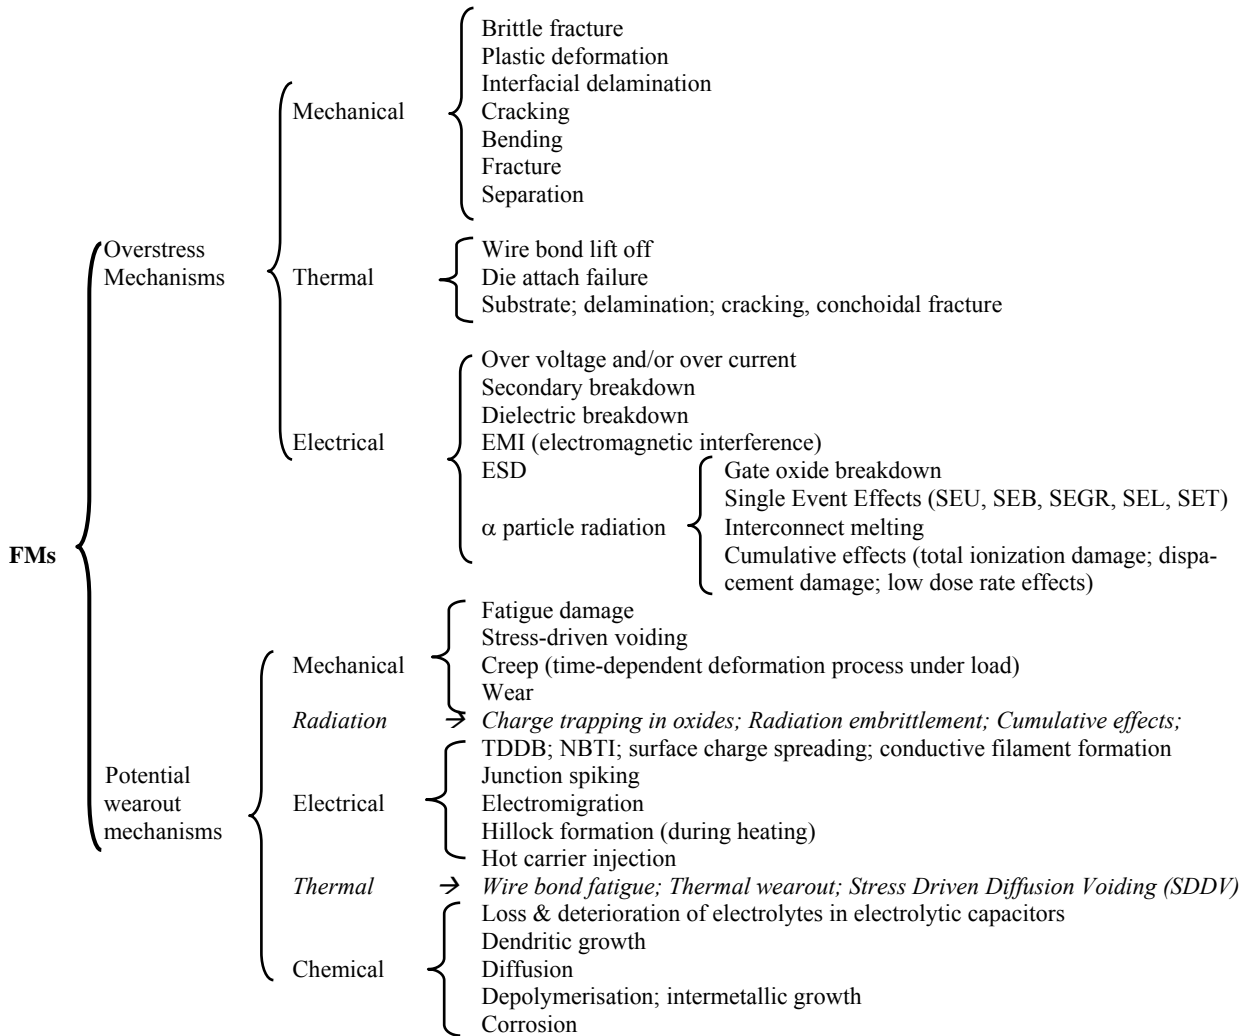 Brittle fracture
Plastic deformation
Interfacial delamination
Mechanical
Cracking
Bending
Fracture
Separation
Overstress
Mechanisms
Wire bond lift off
Thermal
Die attach failure
Substrate; delamination; cracking, conchoidal fracture
Over voltage and/or over current
Secondary breakdown
Dielectric breakdown
Electrical
EMI (electromagnetic interference)
ESD
α particle radiation
Gate oxide breakdown
Single Event Effects (SEU, SEB, SEGR, SEL, SET)
Interconnect melting
Cumulative effects (total ionization damage; dispa-
cement damage; low dose rate effects)
FMs
Fatigue damage
Stress-driven voiding
Mechanical
Creep (time-dependent deformation process under load)
Wear
Radiation → Charge trapping in oxides; Radiation embrittlement; Cumulative effects;
Potential
wearout
mechanisms
TDDB; NBTI; surface charge spreading; conductive filament formation
Junction spiking
Electrical
Electromigration
Hillock formation (during heating)
Hot carrier injection
Thermal → Wire bond fatigue; Thermal wearout; Stress Driven Diffusion Voiding (SDDV)
Loss & deterioration of electrolytes in electrolytic capacitors
Dendritic growth
Chemical
Diffusion
Depolymerisation; intermetallic growth
Corrosion